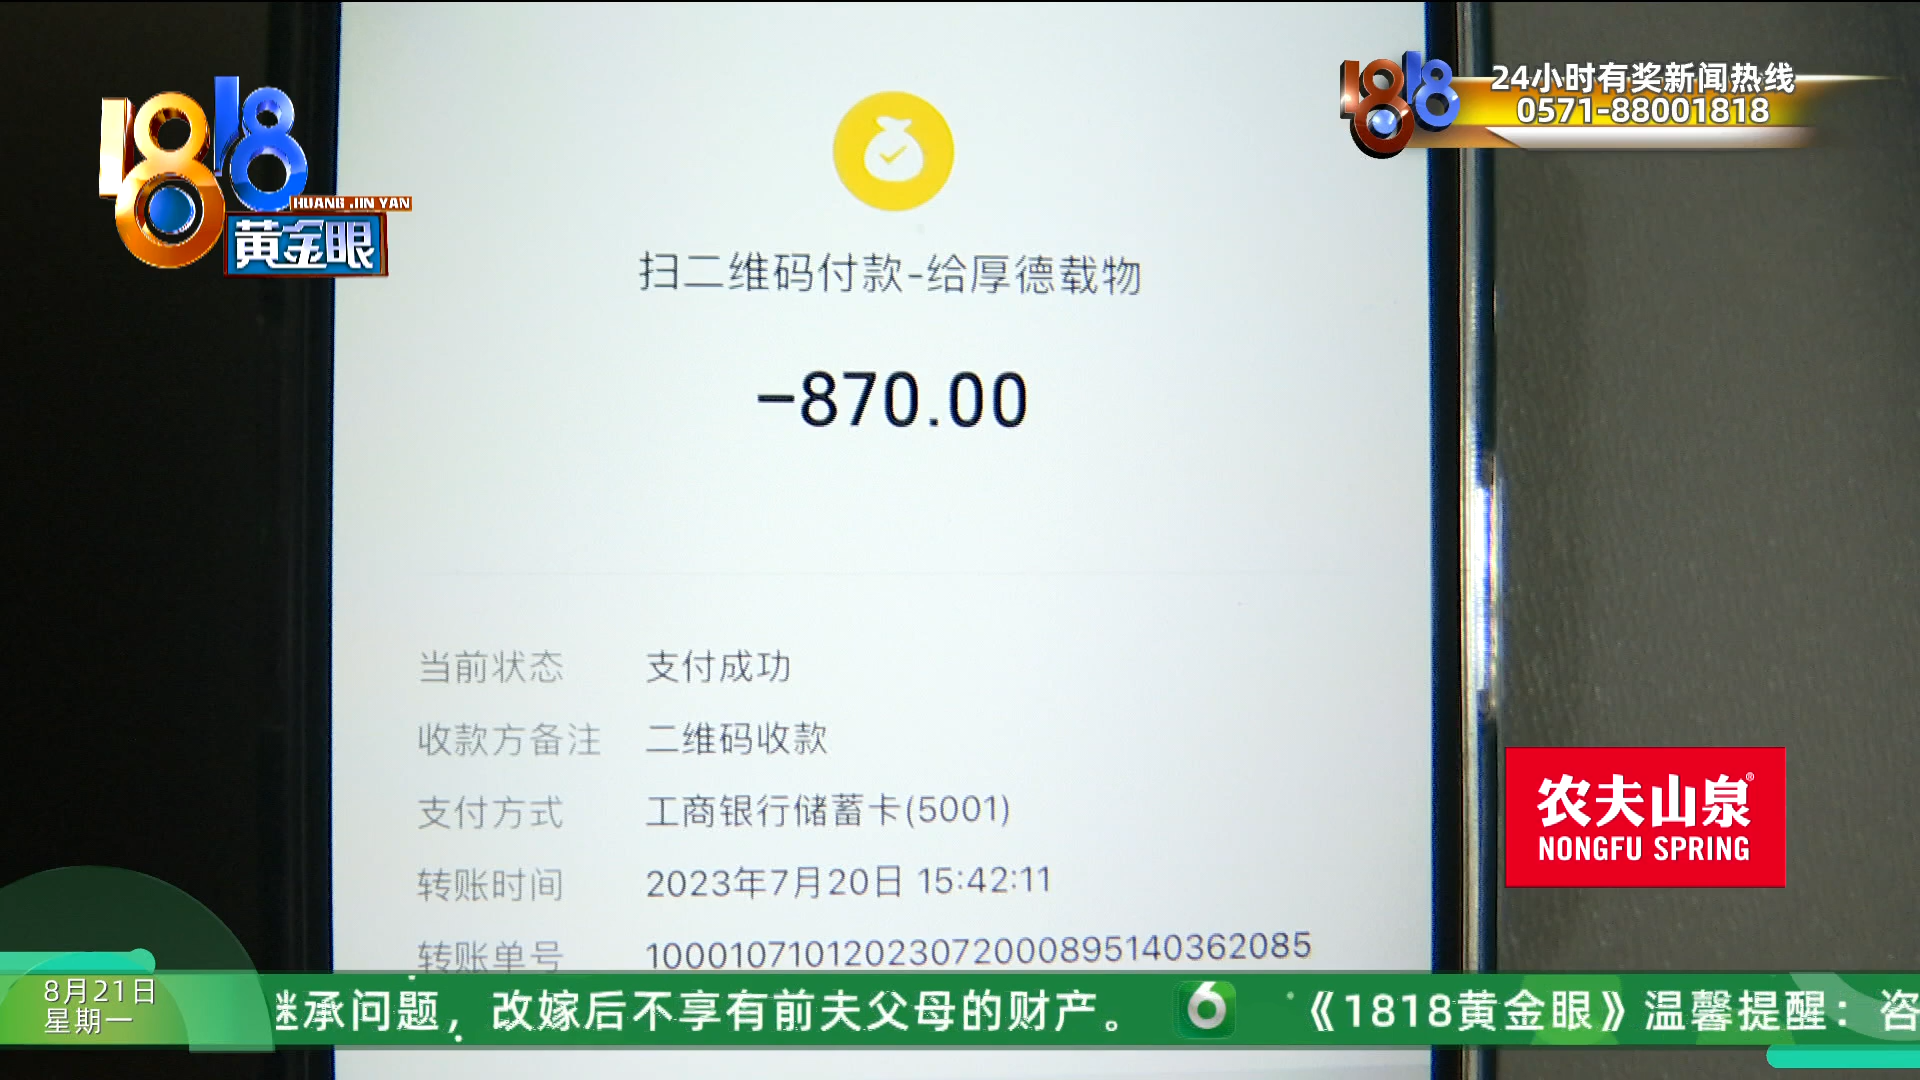 1818
HUANG JIN YAN
黄金眼
1818
24小时有奖新闻热线
0571-88001818
扫二维码付款-给厚德载物
-870.00
当前状态 支付成功
收款方备注 二维码收款
支付方式 工商银行储蓄卡(5001)
转账时间 2023年7月20日 15:42:11
转账单号 10001071012023072000895140362085
农夫山泉®
NONGFU SPRING
8月21日
星期一
继承问题，改嫁后不享有前夫父母的财产。 6 《1818黄金眼》温馨提醒：咨